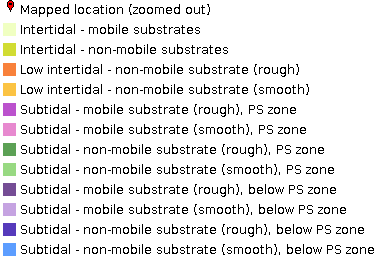 Mapped location (zoomed out)
Intertidal - mobile substrates
Intertidal - non-mobile substrates
Low intertidal - non-mobile substrate (rough)
Low intertidal - non-mobile substrate (smooth)
Subtidal - mobile substrate (rough), PS zone
Subtidal - mobile substrate (smooth), PS zone
Subtidal - non-mobile substrate (rough), PS zone
Subtidal - non-mobile substrate (smooth), PS zone
Subtidal - mobile substrate (rough), below PS zone
Subtidal - mobile substrate (smooth), below PS zone
Subtidal - non-mobile substrate (rough), below PS zone
Subtidal - non-mobile substrate (smooth), below PS zone